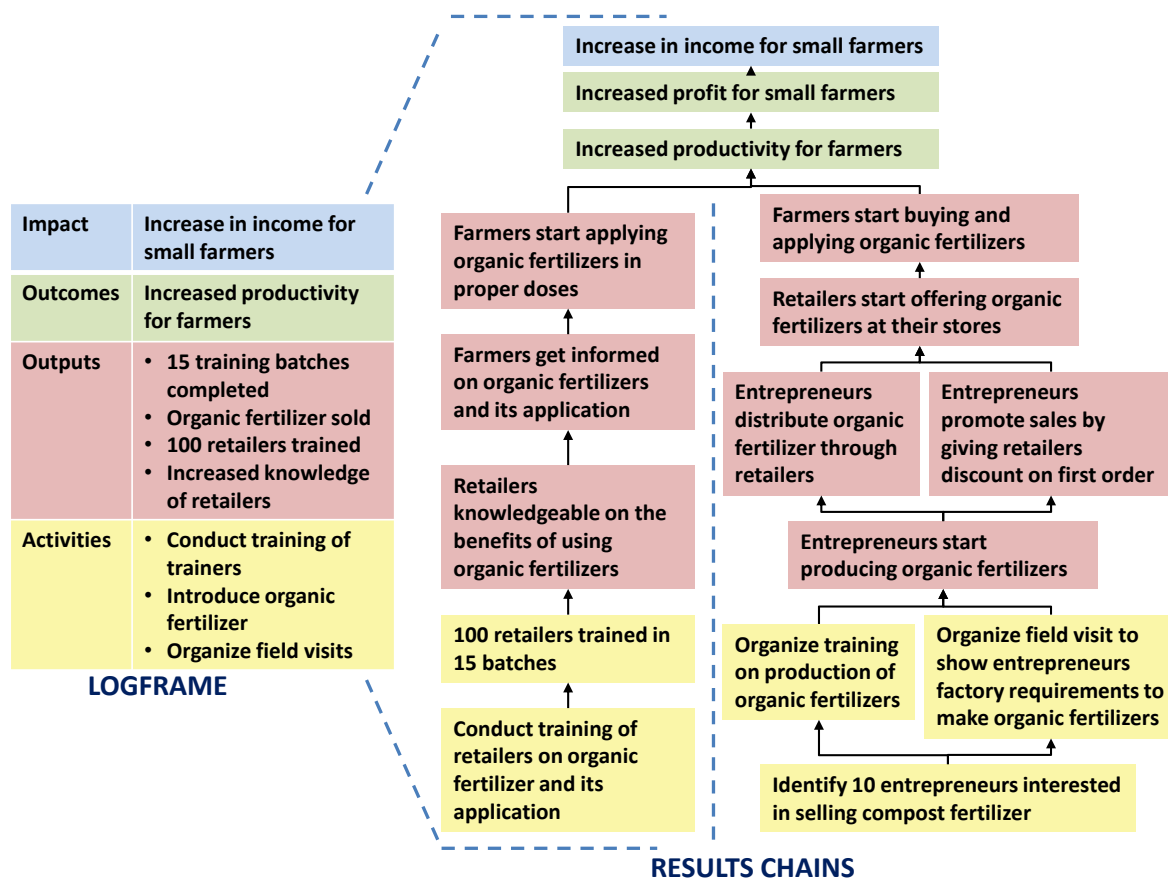 Increase in income for small farmers
Increased profit for small farmers
Increased productivity for farmers
Impact
Increase in income for
small farmers
Outcomes
Increased productivity
for farmers
Outputs
• 15 training batches
completed
• Organic fertilizer sold
• 100 retailers trained
• Increased knowledge
of retailers
Activities
• Conduct training of
trainers
• Introduce organic
fertilizer
• Organize field visits
LOGFRAME
Farmers start applying
organic fertilizers in
proper doses
Farmers get informed
on organic fertilizers
and its application
Retailers
knowledgeable on the
benefits of using
organic fertilizers
100 retailers trained in
15 batches
Conduct training of
retailers on organic
fertilizer and its
application
Farmers start buying and
applying organic fertilizers
Retailers start offering organic
fertilizers at their stores
Entrepreneurs
distribute organic
fertilizer through
retailers
Entrepreneurs
promote sales by
giving retailers
discount on first order
Entrepreneurs start
producing organic fertilizers
Organize training
on production of
organic fertilizers
Organize field visit to
show entrepreneurs
factory requirements to
make organic fertilizers
Identify 10 entrepreneurs interested
in selling compost fertilizer
RESULTS CHAINS